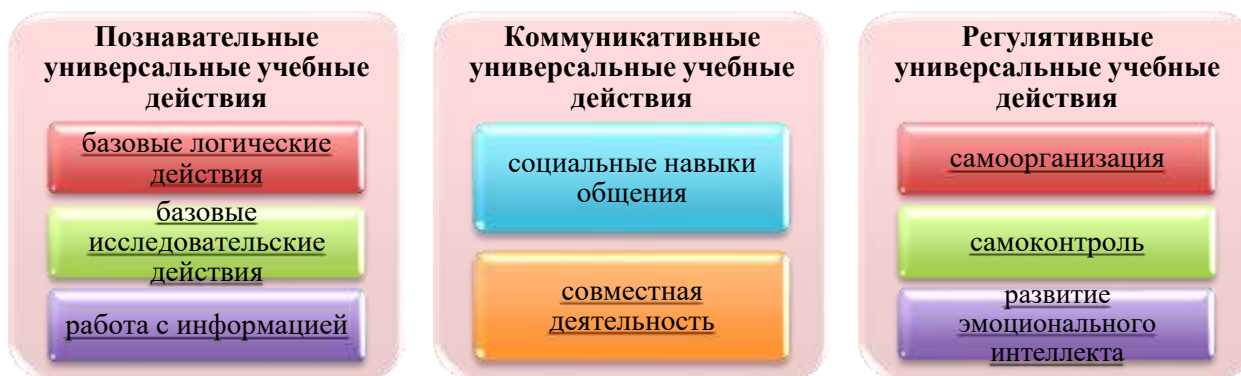 Познавательные
универсальные учебные
действия
базовые логические
действия
базовые
исследовательские
действия
работа с информацией
Коммуникативные
универсальные учебные
действия
социальные навыки
общения
совместная
деятельность
Регулятивные
универсальные учебные
действия
самоорганизация
самоконтроль
развитие
эмоционального
интеллекта